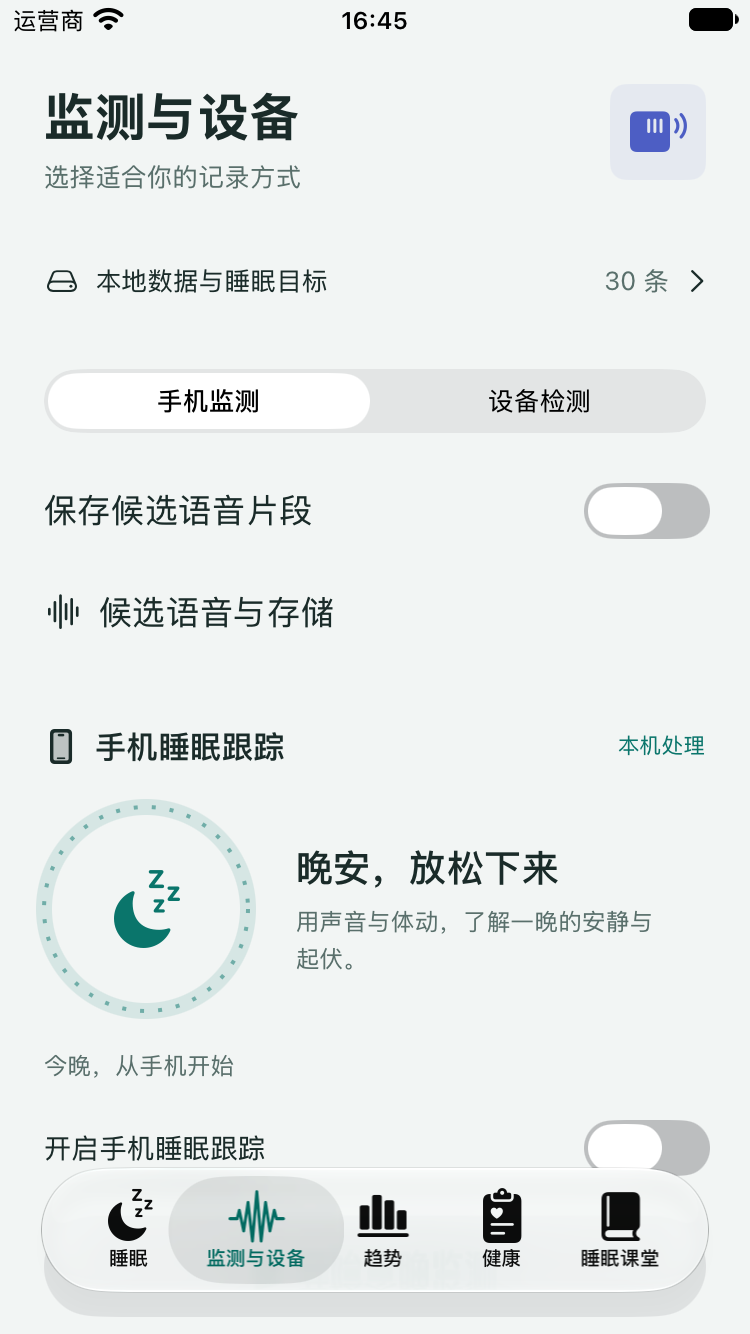 运营商
16:45
监测与设备
选择适合你的记录方式
本地数据与睡眠目标
30 条
手机监测
设备检测
保存候选语音片段
候选语音与存储
手机睡眠跟踪
本机处理
晚安，放松下来
用声音与体动，了解一晚的安静与
起伏。
今晚，从手机开始
开启手机睡眠跟踪
睡眠
监测与设备
趋势
健康
睡眠课堂